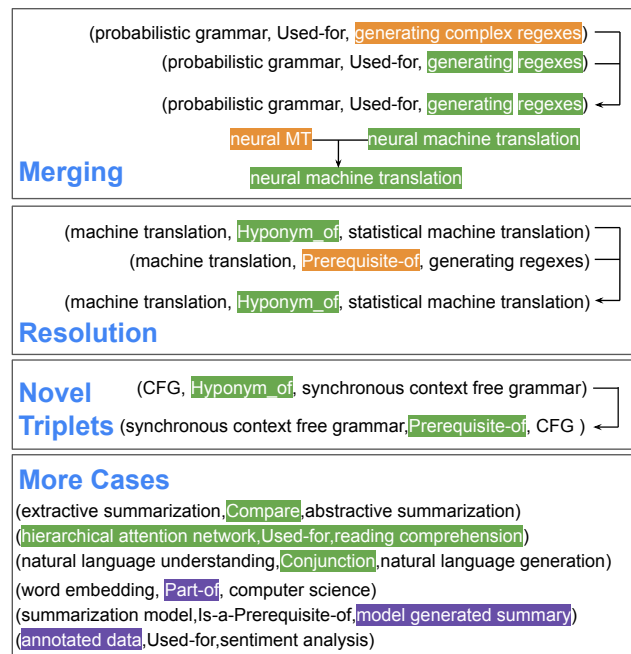 (probabilistic grammar, Used-for, generating complex regexes)
(probabilistic grammar, Used-for, generating regexes)
(probabilistic grammar, Used-for, generating regexes)
neural MT neural machine translation
neural machine translation
Merging
(machine translation, Hyponym_of, statistical machine translation)
(machine translation, Prerequisite-of, generating regexes)
(machine translation, Hyponym_of, statistical machine translation)
Resolution
Novel
Triplets
(CFG, Hyponym_of, synchronous context free grammar)
(synchronous context free grammar,Prerequisite-of, CFG )
More Cases
(extractive summarization,Compare,abstractive summarization)
(hierarchical attention network,Used-for,reading comprehension)
(natural language understanding,Conjunction,natural language generation)
(word embedding, Part-of, computer science)
(summarization model,Is-a-Prerequisite-of,model generated summary)
(annotated data,Used-for,sentiment analysis)